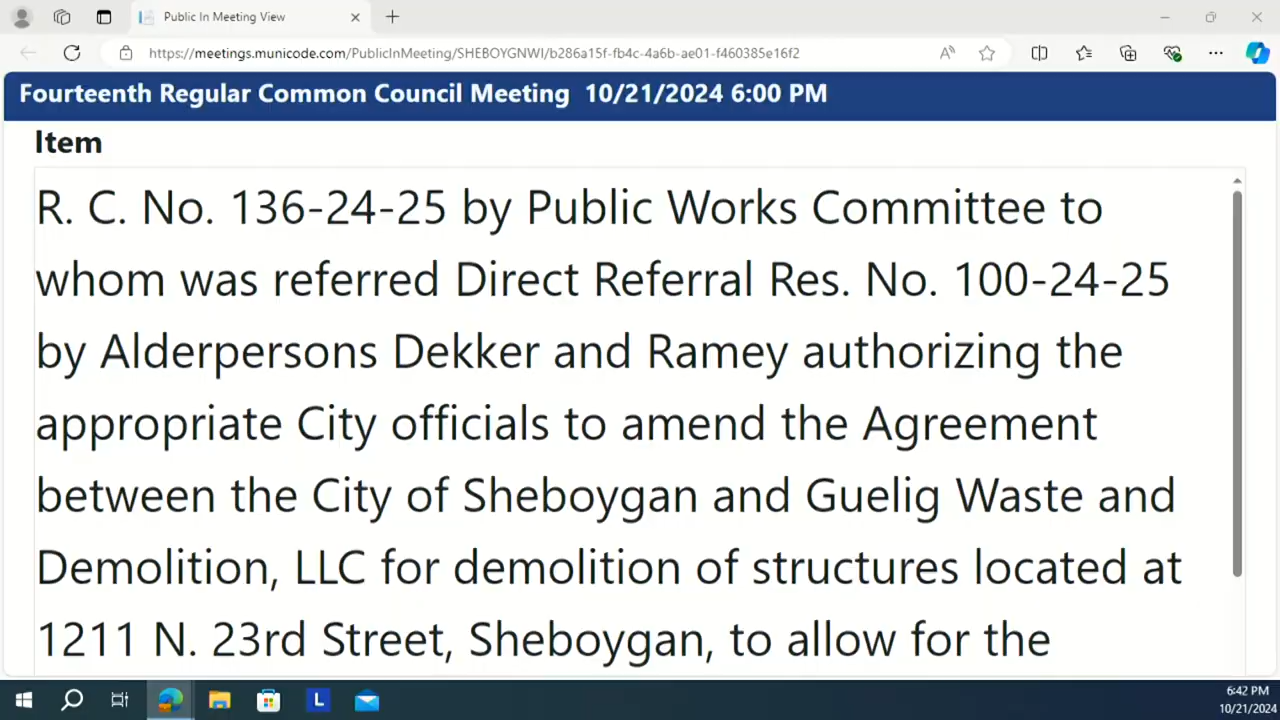 Public In Meeting View
https://meetings.municode.com/PublicInMeeting/SHEBOYGNWI/b286a15f-fb4c-4a6b-ae01-f460385e16f2
Fourteenth Regular Common Council Meeting 10/21/2024 6:00 PM
Item
R. C. No. 136-24-25 by Public Works Committee to
whom was referred Direct Referral Res. No. 100-24-25
by Alderpersons Dekker and Ramey authorizing the
appropriate City officials to amend the Agreement
between the City of Sheboygan and Guelig Waste and
Demolition, LLC for demolition of structures located at
1211 N. 23rd Street, Sheboygan, to allow for the
L
6:42 PM
10/21/2024